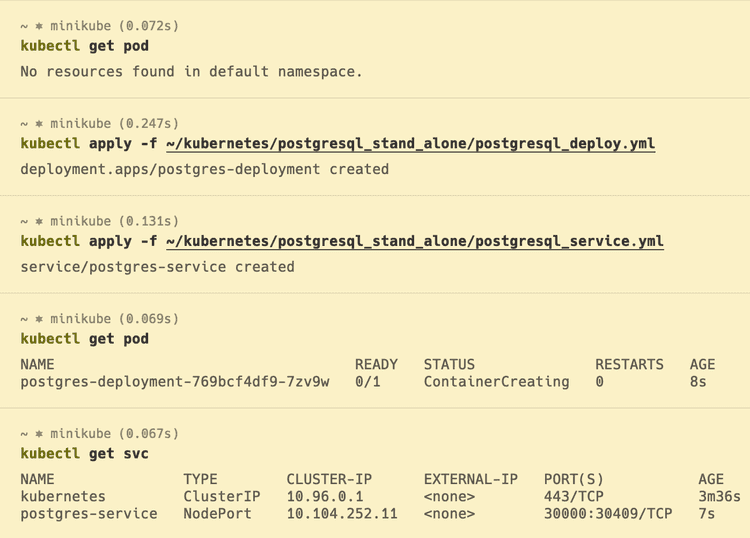 ~ ⎈ minikube (0.072s)
kubectl get pod
No resources found in default namespace.
~ ⎈ minikube (0.247s)
kubectl apply -f ~/kubernetes/postgresql_stand_alone/postgresql_deploy.yml
deployment.apps/postgres-deployment created
~ ⎈ minikube (0.131s)
kubectl apply -f ~/kubernetes/postgresql_stand_alone/postgresql_service.yml
service/postgres-service created
~ ⎈ minikube (0.069s)
kubectl get pod
NAME READY STATUS RESTARTS AGE
postgres-deployment-769bcf4df9-7zv9w 0/1 ContainerCreating 0 8s
~ ⎈ minikube (0.067s)
kubectl get svc
NAME TYPE CLUSTER-IP EXTERNAL-IP PORT(S) AGE
kubernetes ClusterIP 10.96.0.1 <none> 443/TCP 3m36s
postgres-service NodePort 10.104.252.11 <none> 30000:30409/TCP 7s